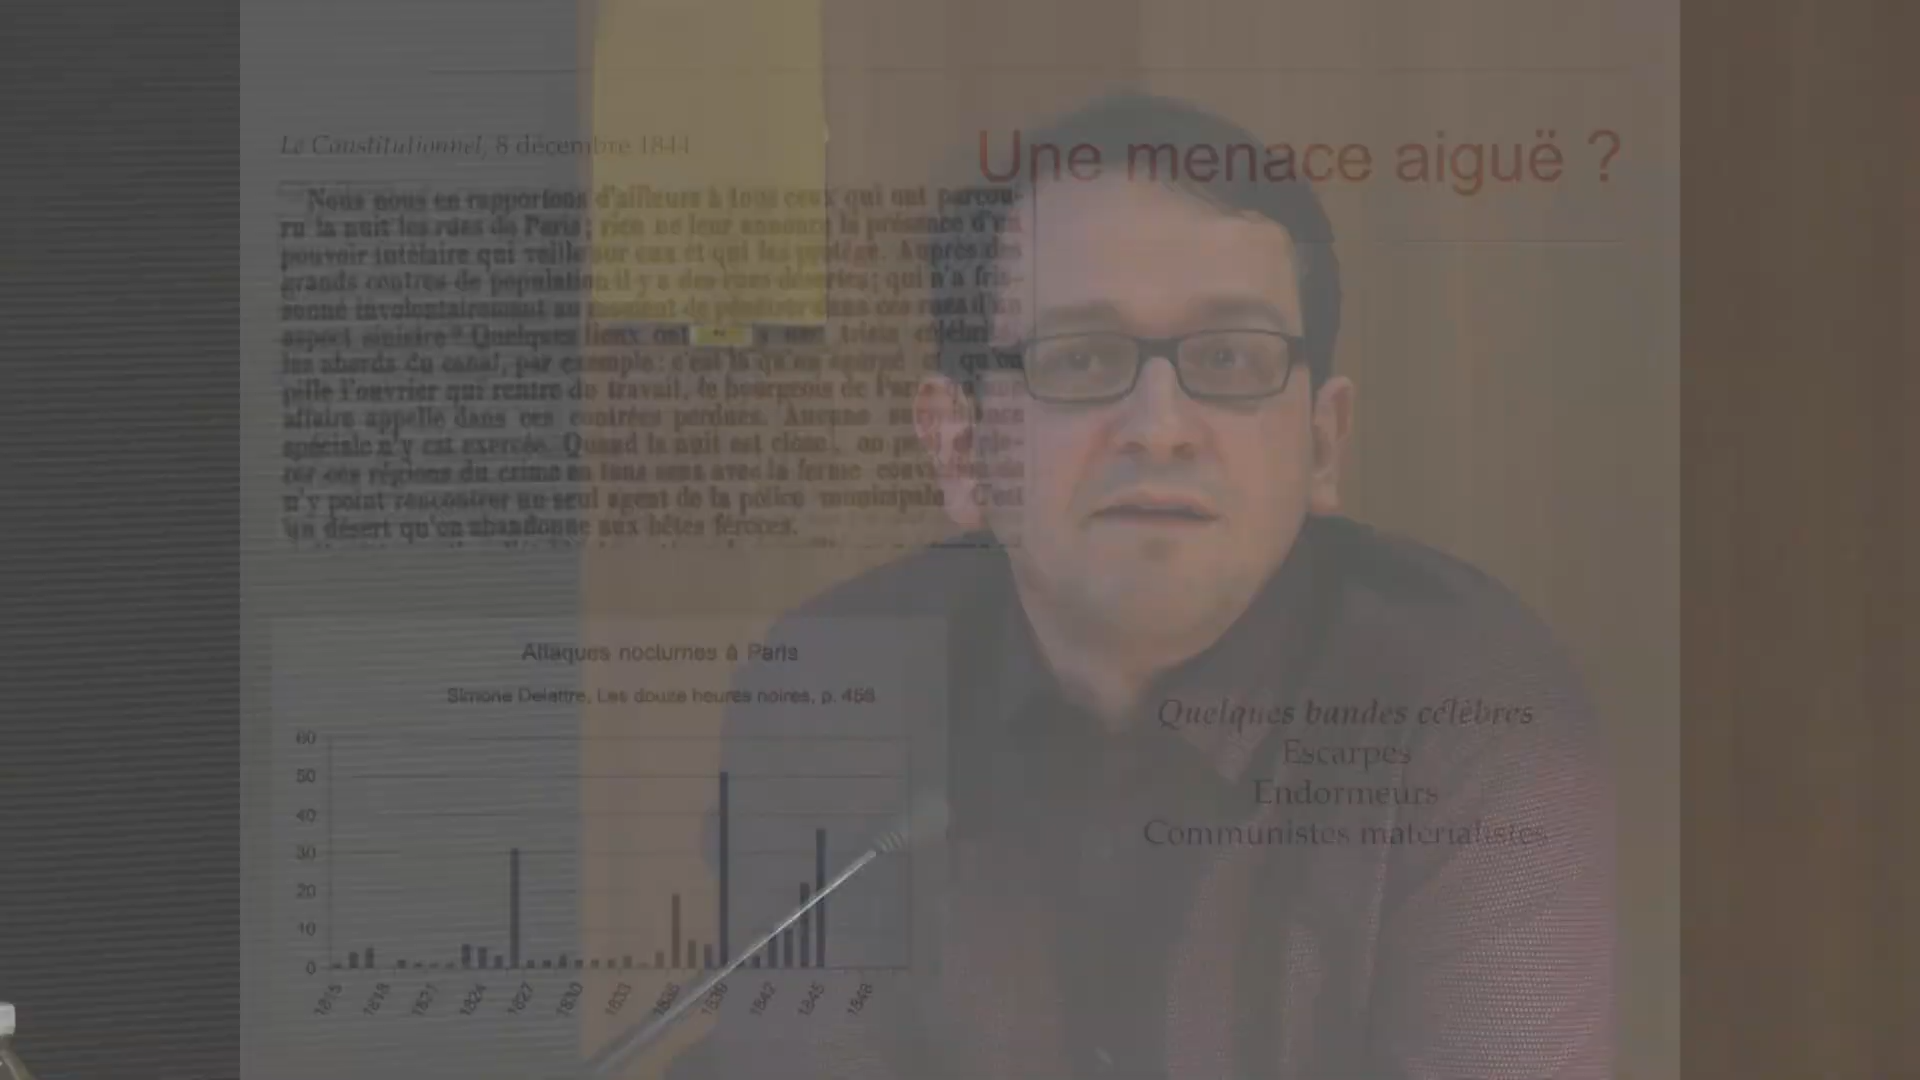 Le Constitutionnel, 8 décembre 1844
Une menace aiguë ?
Nous nous en rapportons d'ailleurs à tous ceux qui ont parcou-
ru la nuit les rues de Paris ; rien ne leur annonce la présence d'un
pouvoir tutélaire qui veille sur eux et qui les protège. Auprès des
grands centres de population il y a des rues désertes ; qui n'a fris-
sonné involontairement au moment de pénétrer dans ces rues d'un
aspect sinistre ? Quelques lieux ont une triste
les abords du canal, par exemple : c'est là qu'on et qu'on
pille l'ouvrier qui rentre du travail, le bourgeois de
affaire appelle dans ces contrées perdues. Aucune surveillance
spéciale n'y est exercée. Quand la nuit est close, on peut
ces régions du crime en tous sens avec la ferme conviction de
n'y point rencontrer un seul agent de la police municipale. C'est
un désert qu'on abandonne aux bêtes féroces.
Attaques nocturnes à Paris
Simone Delattre, Les douze heures noires, p. 456
60
50
40
30
20
10
0
1815 1818 1821 1824 1827 1830 1833 1836 1839 1842 1845 1848
Quelques bandes célèbres
Escarpes
Endormeurs
Communistes matérialistes